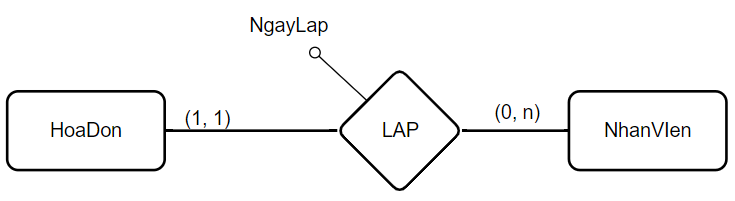 NgayLap
HoaDon
(1, 1)
LAP
(0, n)
NhanVIen